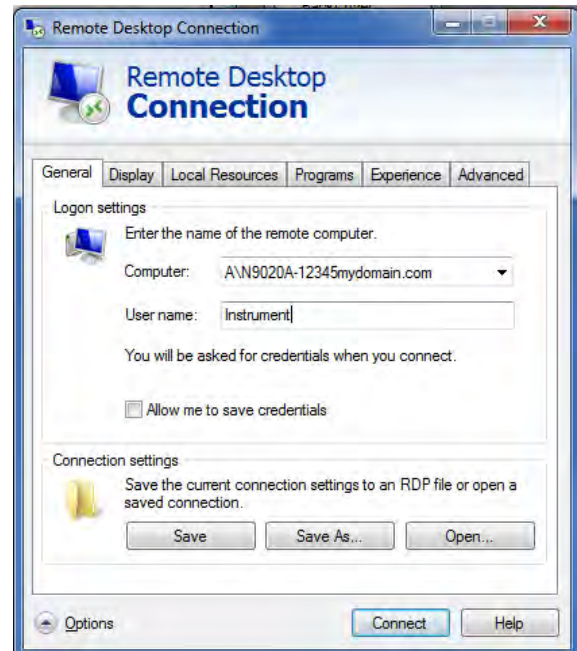 Remote Desktop Connection
Remote Desktop
Connection
General Display Local Resources Programs Experience Advanced
Logon settings
Enter the name of the remote computer.
Computer: A\N9020A-12345mydomain.com
User name: Instrument
You will be asked for credentials when you connect.
Allow me to save credentials
Connection settings
Save the current connection settings to an RDP file or open a
saved connection.
Save Save As... Open...
Options Connect Help